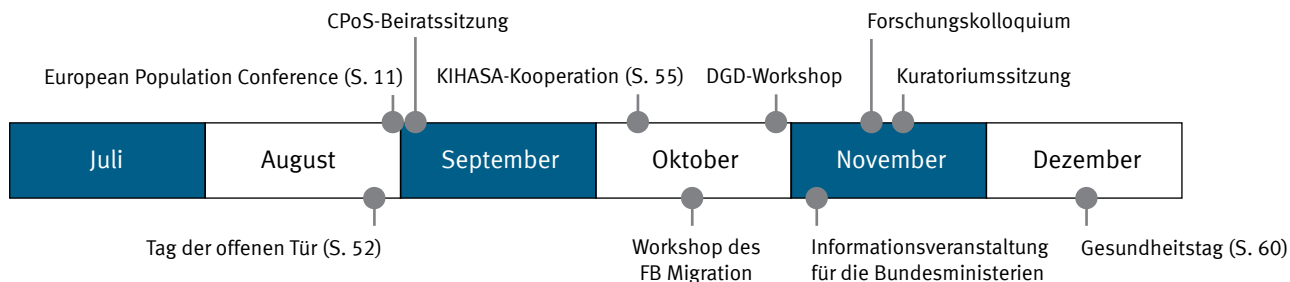 CPoS-Beiratssitzung
Forschungskolloquium
European Population Conference (S. 11)
KIHASA-Kooperation (S. 55)
DGD-Workshop
Kuratoriumssitzung
Juli
August
September
Oktober
November
Dezember
Tag der offenen Tür (S. 52)
Workshop des
FB Migration
Informationsveranstaltung
für die Bundesministerien
Gesundheitstag (S. 60)